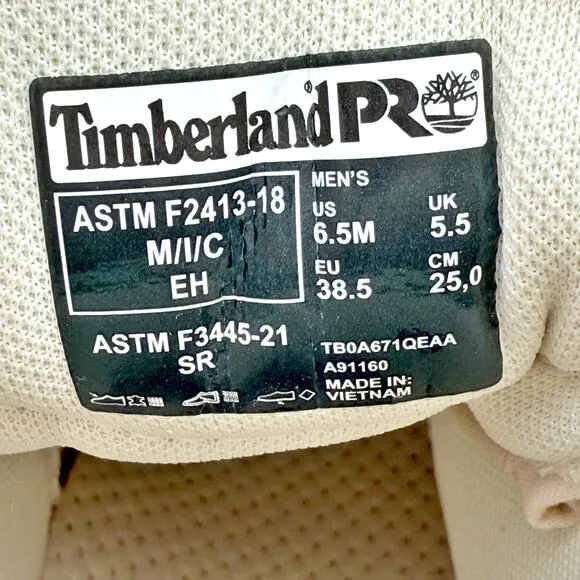 Timberland PRO ®
ASTM F2413-18
M/I/C
EH
ASTM F3445-21
SR
MEN'S
US UK
6.5M 5.5
EU CM
38.5 25,0
TB0A671QEAA
A91160
MADE IN:
VIETNAM